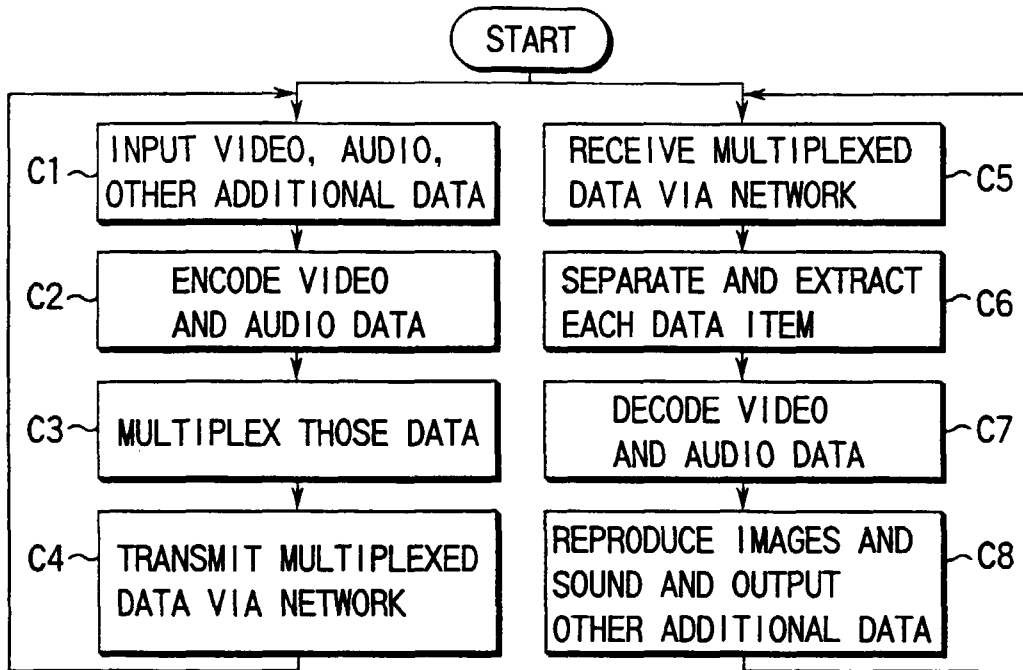 START
C1
INPUT VIDEO, AUDIO,
OTHER ADDITIONAL DATA
C2
ENCODE VIDEO
AND AUDIO DATA
C3
MULTIPLEX THOSE DATA
C4
TRANSMIT MULTIPLEXED
DATA VIA NETWORK
RECEIVE MULTIPLEXED
DATA VIA NETWORK
C5
SEPARATE AND EXTRACT
EACH DATA ITEM
C6
DECODE VIDEO
AND AUDIO DATA
C7
REPRODUCE IMAGES AND
SOUND AND OUTPUT
OTHER ADDITIONAL DATA
C8